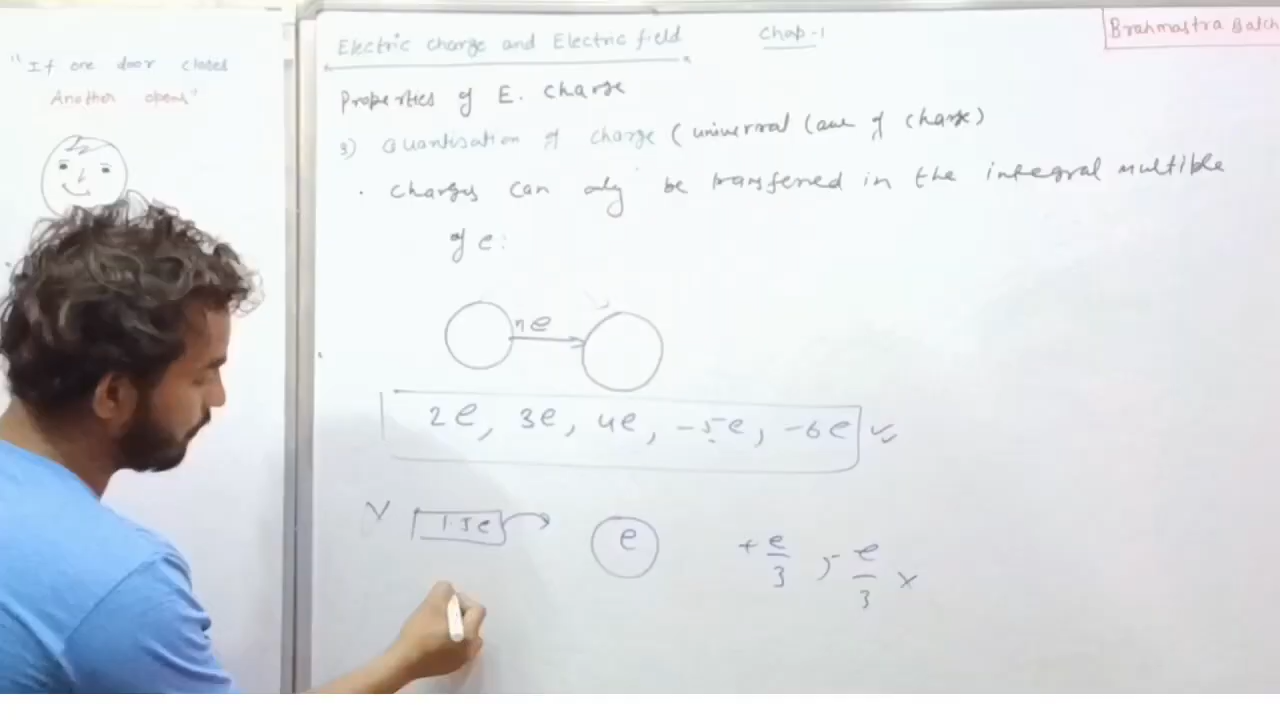 "If one door closed
Another opens"
Electric charge and Electric field
Chap-1
Brahmastra Batch
Properties of E. charge
3) Quantisation of charge (universal law of charge)
• charges can only be transfered in the integral multible
of e:
ne
2e, 3e, 4e, -5e, -6e
1.5e
e
+e/3, -e/3 x